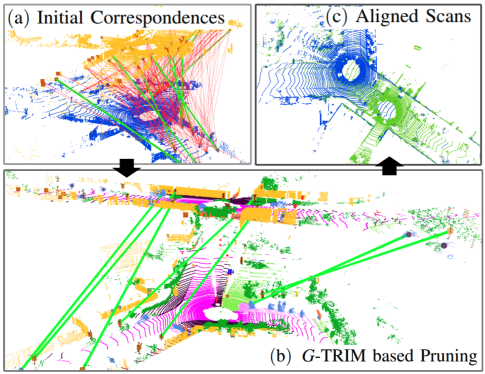 (a) Initial Correspondences
(c) Aligned Scans
(b) G-TRIM based Pruning